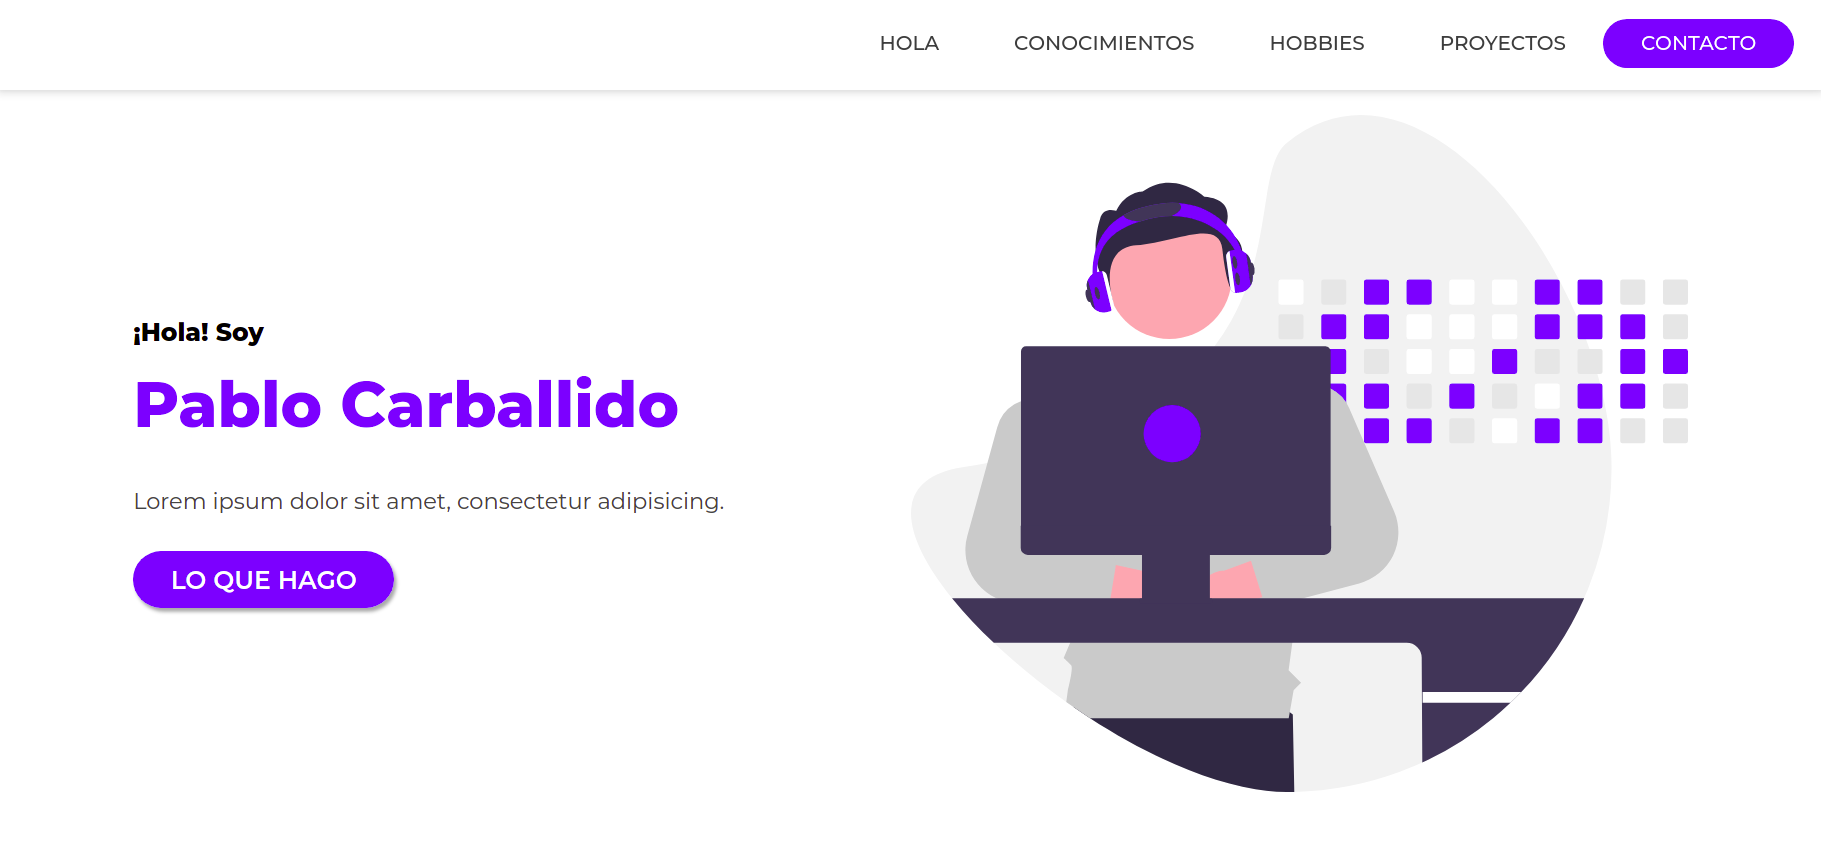 HOLA CONOCIMIENTOS HOBBIES PROYECTOS CONTACTO
¡Hola! Soy
Pablo Carballido
Lorem ipsum dolor sit amet, consectetur adipisicing.
LO QUE HAGO